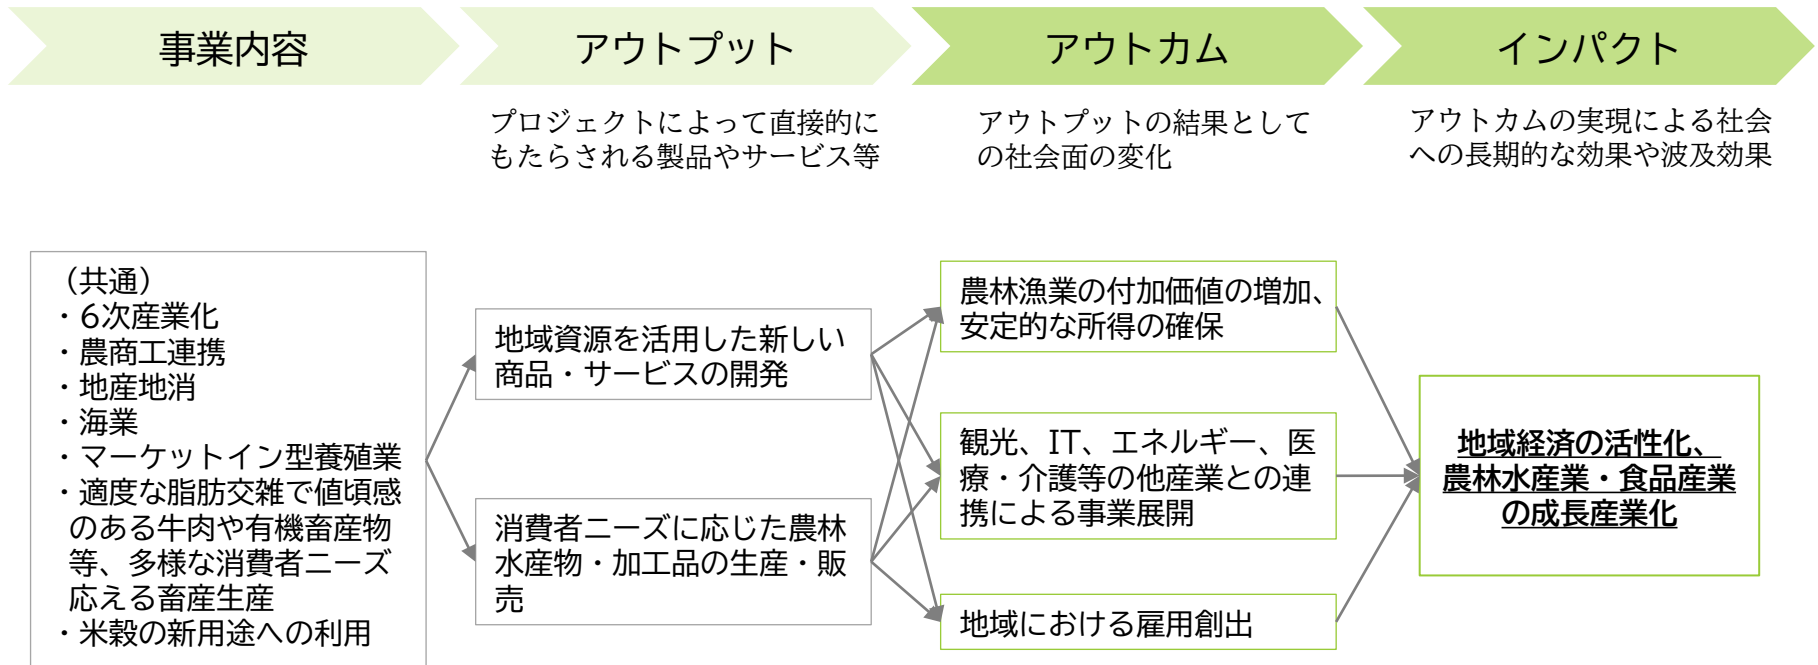 事業内容
アウトプット
アウトカム
インパクト
プロジェクトによって直接的に
もたらされる製品やサービス等
アウトプットの結果として
の社会面の変化
アウトカムの実現による社会
への長期的な効果や波及効果
（共通）
・6次産業化
・農商工連携
・地産地消
・海業
・マーケットイン型養殖業
・適度な脂肪交雑で値頃感
のある牛肉や有機畜産物
等、多様な消費者ニーズ
応える畜産生産
・米穀の新用途への利用
地域資源を活用した新しい
商品・サービスの開発
消費者ニーズに応じた農林
水産物・加工品の生産・販
売
農林漁業の付加価値の増加、
安定的な所得の確保
観光、IT、エネルギー、医
療・介護等の他産業との連
携による事業展開
地域における雇用創出
地域経済の活性化、
農林水産業・食品産業
の成長産業化